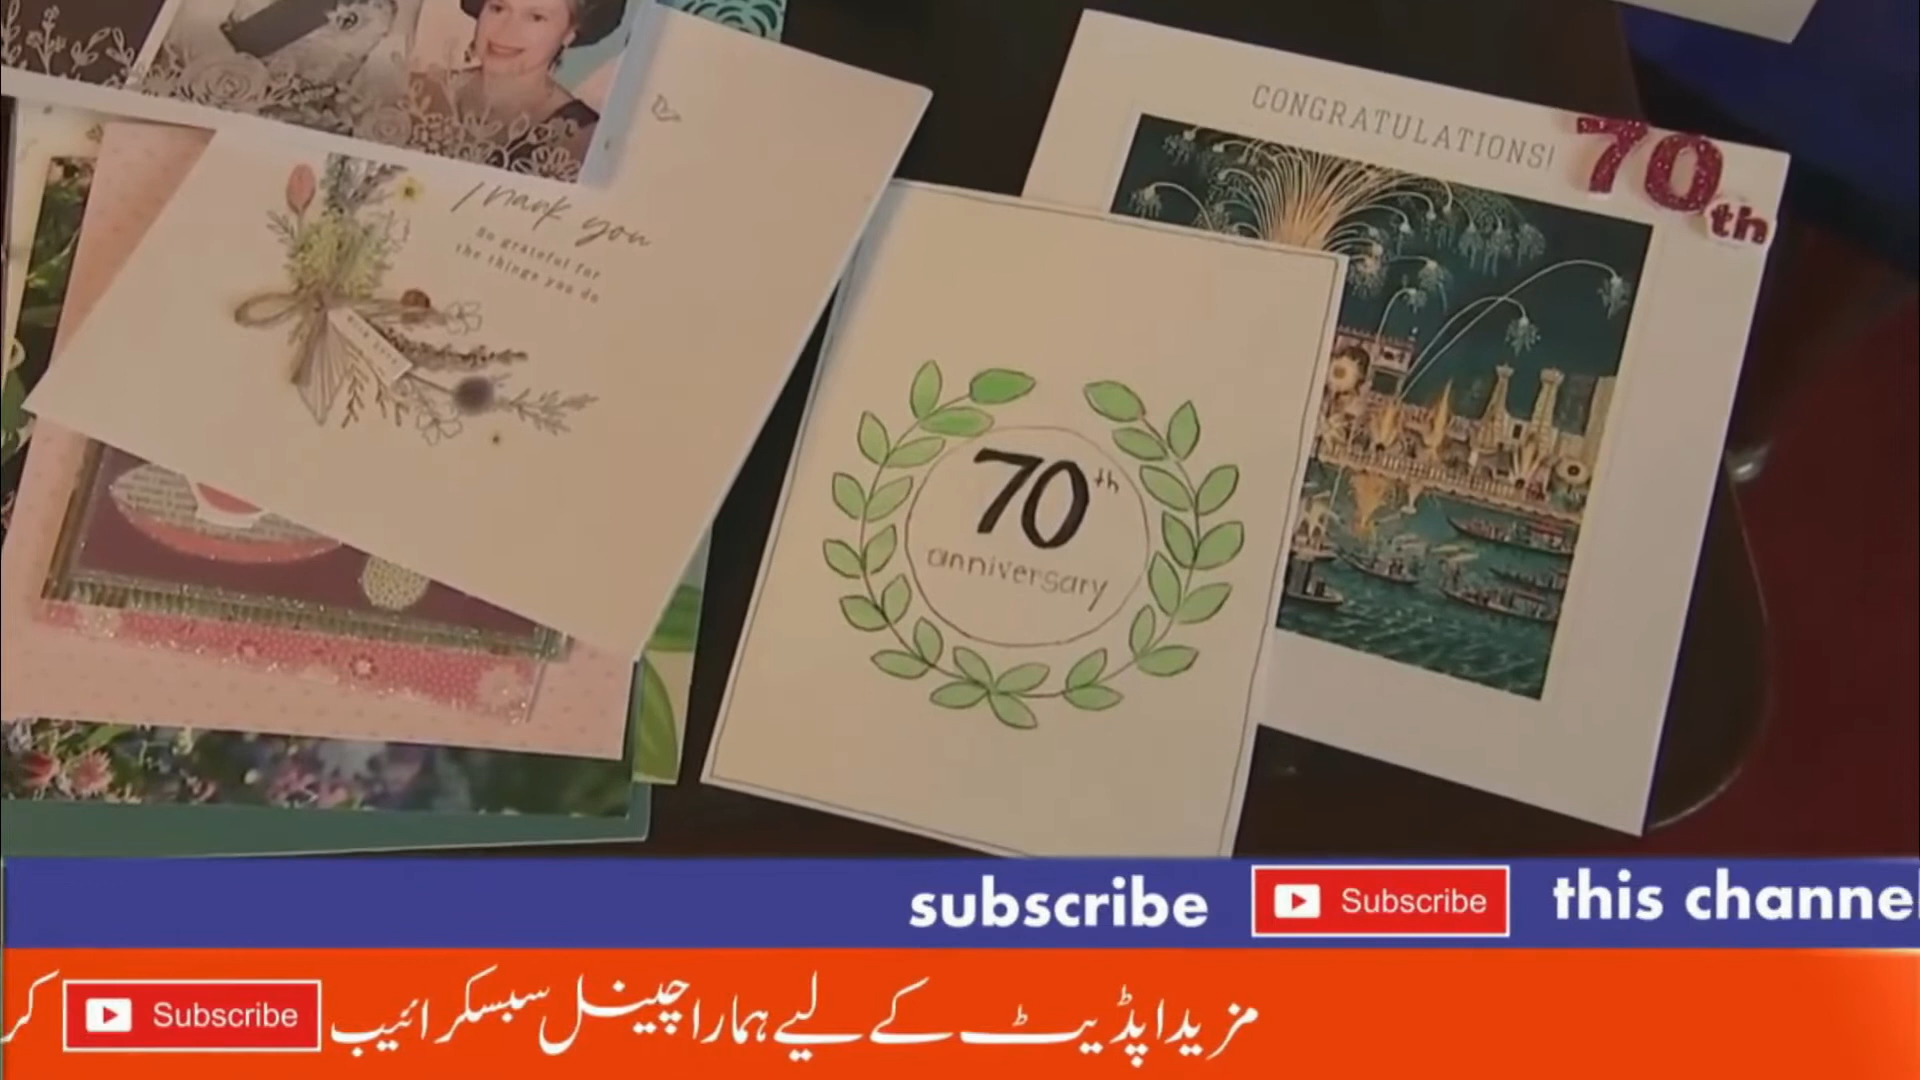 CONGRATULATIONS!
70th
Thank you
So grateful for
the things you do
70th
anniversary
subscribe Subscribe this channel
مزید اپڈیٹ کے لیے ہمارا چینل سبسکرائیب Subscribe کر